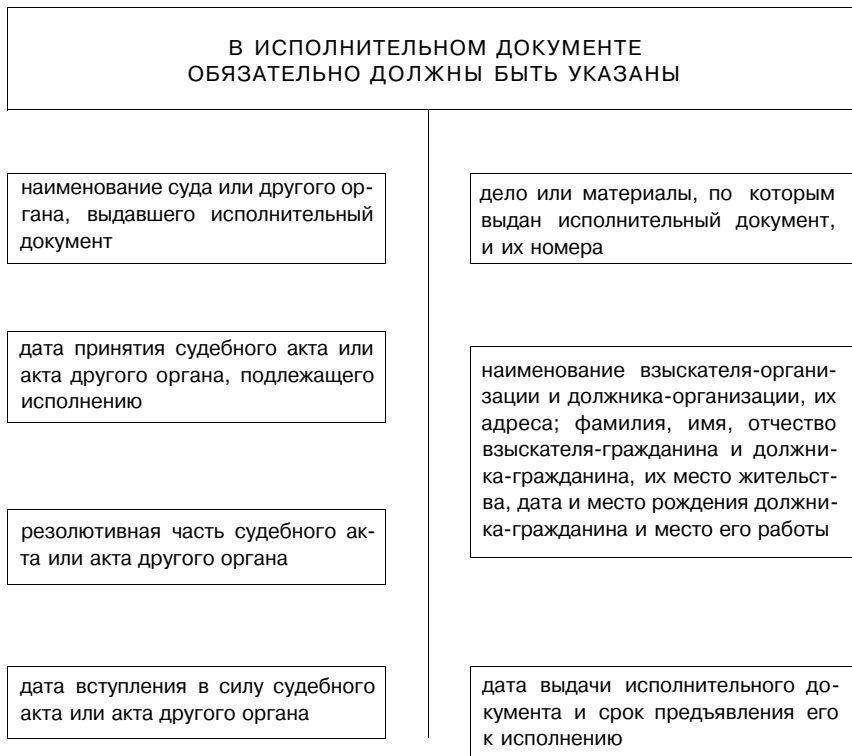 В ИСПОЛНИТЕЛЬНОМ ДОКУМЕНТЕ
ОБЯЗАТЕЛЬНО ДОЛЖНЫ БЫТЬ УКАЗАНЫ
наименование суда или другого ор-
гана, выдавшего исполнительный
документ
дело или материалы, по которым
выдан исполнительный документ,
и их номера
дата принятия судебного акта или
акта другого органа, подлежащего
исполнению
наименование взыскателя-органи-
зации и должника-организации, их
адреса; фамилия, имя, отчество
взыскателя-гражданина и должни-
ка-гражданина, их место жительст-
ва, дата и место рождения должни-
ка-гражданина и место его работы
резолютивная часть судебного ак-
та или акта другого органа
дата вступления в силу судебного
акта или акта другого органа
дата выдачи исполнительного до-
кумента и срок предъявления его
к исполнению